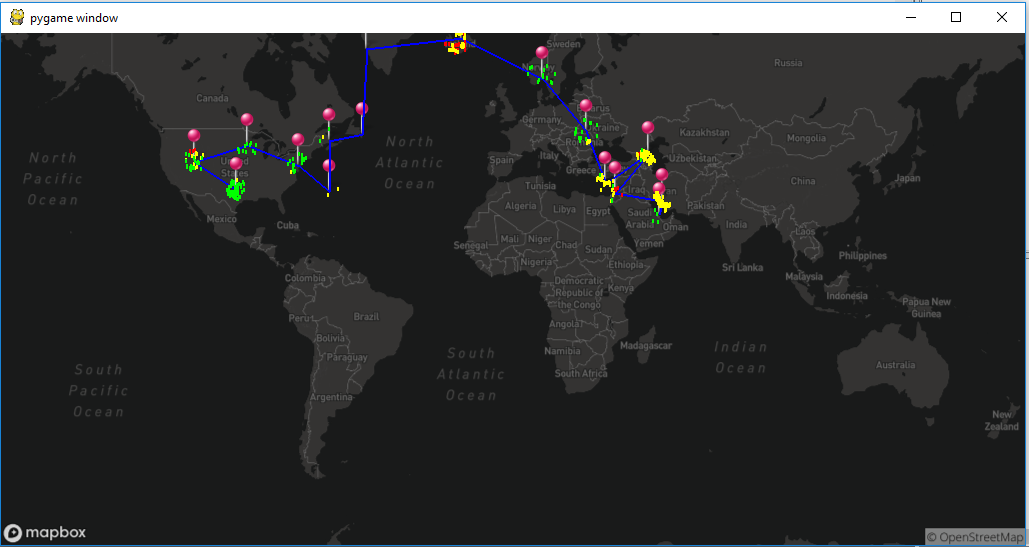 pygame window
Sweden
Russia
Canada
Germany
Kazakhstan
Mongolia
North
Pacific
Ocean
North
Atlantic
Ocean
Spain
Italy
Greece
Uzbekistan
United
States
China
Japan
Tunisia
Iraq
Pakistan
Mexico
Cuba
Algeria
Libya
Egypt
Saudi
Arabia
Oman
India
Laos
Senegal
Mali
Niger
Chad
Sudan
Yemen
Philippines
Nigeria
Ethiopia
Sri Lanka
Malaysia
Colombia
Democratic
Republic of
the Congo
Kenya
Indonesia
Papua New
Guinea
Peru
Brazil
Angola
Bolivia
Madagascar
Paraguay
Namibia
South Africa
South
Pacific
Ocean
South
Atlantic
Ocean
Indian
Ocean
Australia
Argentina
New
Zealand
mapbox
© OpenStreetMap